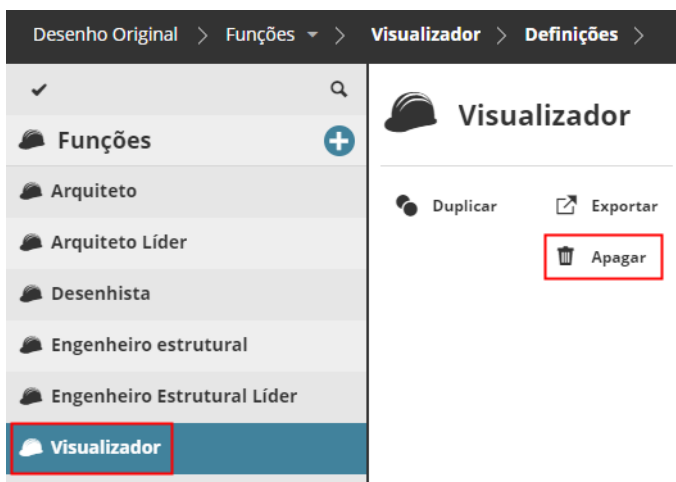 Desenho Original > Funções > Visualizador > Definições >
Funções
Arquiteto
Arquiteto Líder
Desenhista
Engenheiro estrutural
Engenheiro Estrutural Líder
Visualizador
Visualizador
Duplicar Exportar
Apagar